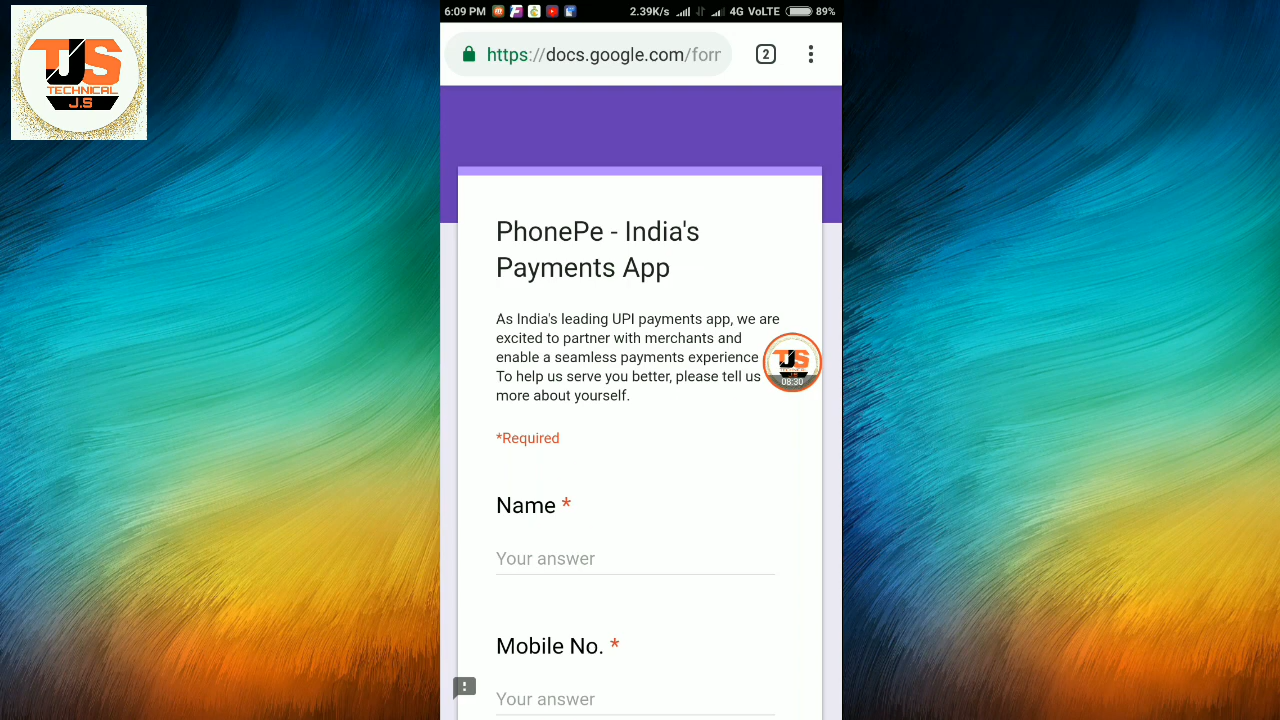 TJS
TECHNICAL
J.S
6:09 PM
2.39K/s
4G VoLTE
89%
https://docs.google.com/forr
2
PhonePe - India's
Payments App
As India's leading UPI payments app, we are
excited to partner with merchants and
enable a seamless payments experience
To help us serve you better, please tell us
more about yourself.
TJS
08:30
*Required
Name *
Your answer
Mobile No. *
Your answer